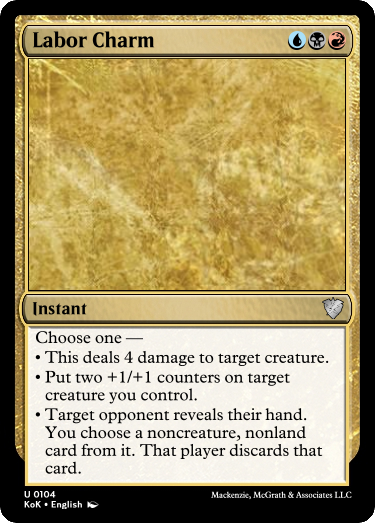 Labor Charm
Instant
Choose one —
• This deals 4 damage to target creature.
• Put two +1/+1 counters on target
creature you control.
• Target opponent reveals their hand.
You choose a noncreature, nonland
card from it. That player discards that
card.
U 0104
KoK • English
Mackenzie, McGrath & Associates LLC